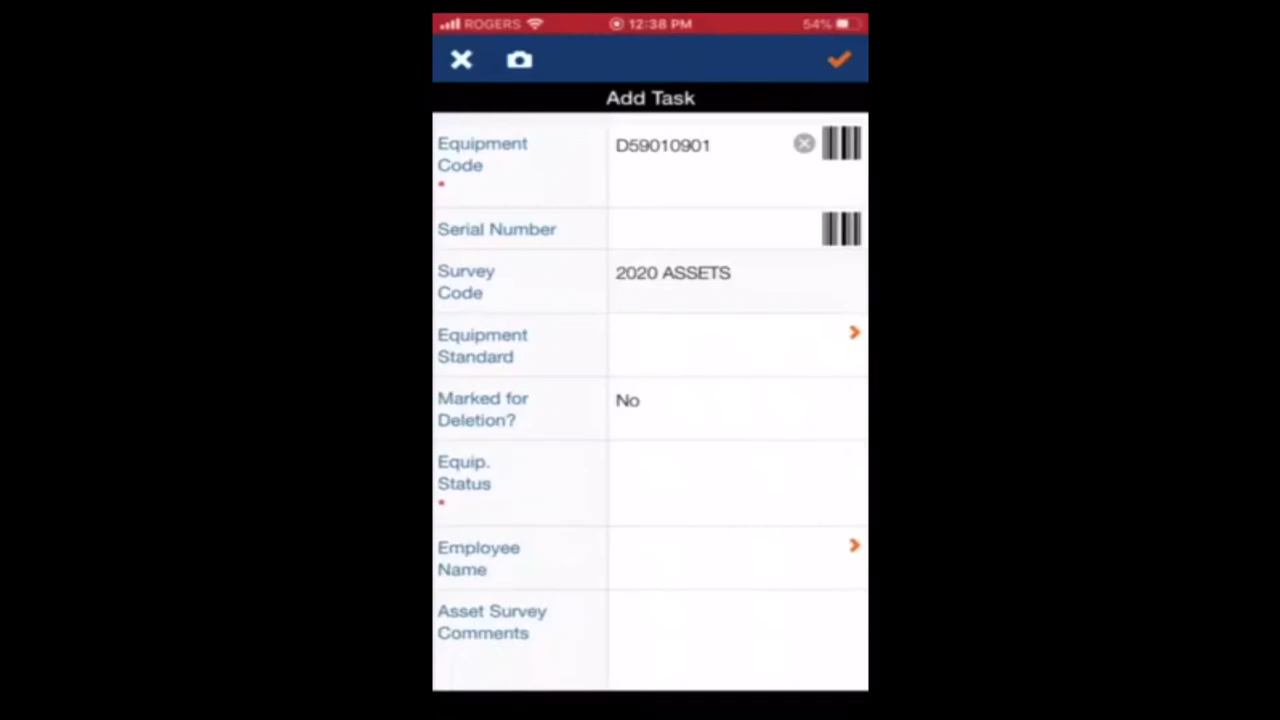 ROGERS 12:38 PM 54%
Add Task
Equipment
Code
*
D59010901
Serial Number
Survey
Code
2020 ASSETS
Equipment
Standard
Marked for
Deletion?
No
Equip.
Status
*
Employee
Name
Asset Survey
Comments